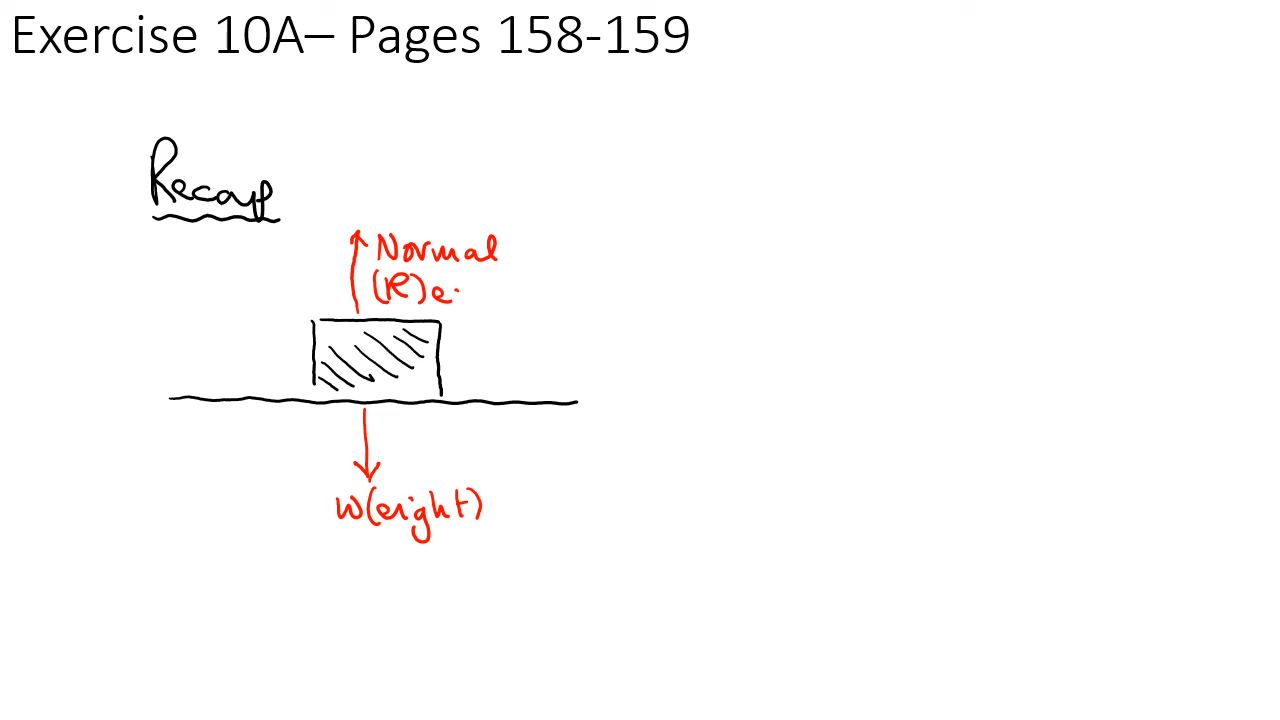 Exercise 10A– Pages 158-159
Recap
Normal
(R)e.
W(eight)